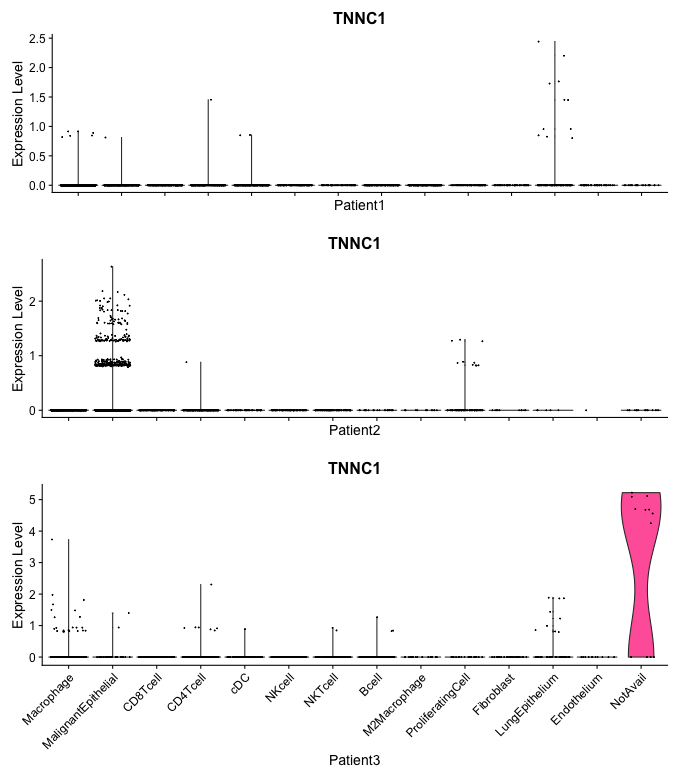 TNNC1
Expression Level
2.5
2.0
1.5
1.0
0.5
0.0
Patient1
TNNC1
Expression Level
2
1
0
Patient2
TNNC1
Expression Level
5
4
3
2
1
0
Macrophage
MalignantEpithelial
CD8Tcell
CD4Tcell
cDC
NKcell
NKTcell
Bcell
M2Macrophage
ProliferatingCell
Fibroblast
LungEpithelium
Endothelium
NotAvail
Patient3